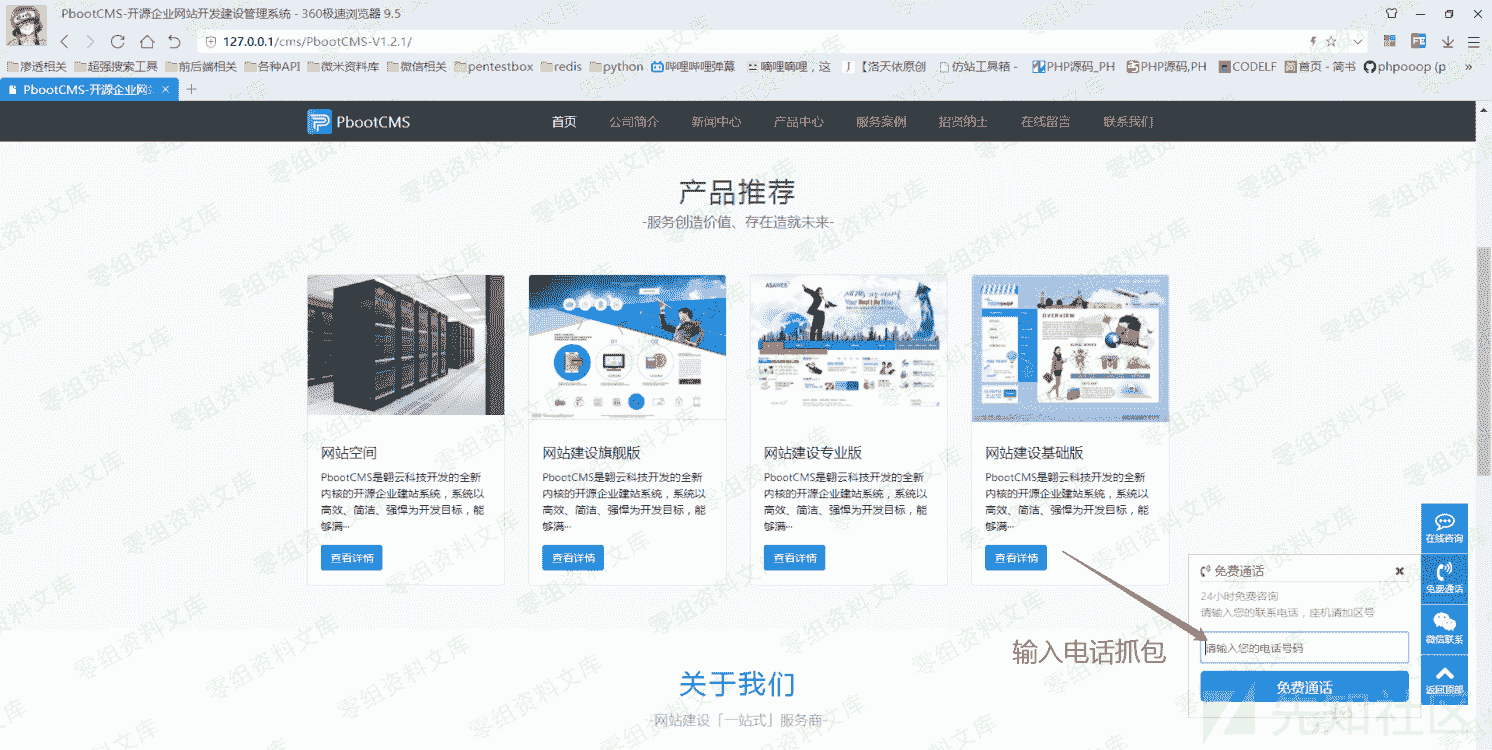 PbootCMS-开源企业网站开发建设管理系统 - 360极速浏览器 9.5
127.0.0.1/cms/PbootCMS-V1.2.1/
渗透相关 超强搜索工具 前后端相关 各种API 微米资料库 微信相关 pentestbox redis python 哔哩哔哩弹幕 嘀哩嘀哩，这 【洛天依原创 仿站工具箱 - PHP源码_PH PHP源码,PH CODELF 首页 - 简书 phpooop (p »
PbootCMS-开源企业网站
PbootCMS 首页 公司简介 新闻中心 产品中心 服务案例 招贤纳士 在线留言 联系我们
产品推荐
-服务创造价值、存在造就未来-
网站空间
PbootCMS是翱云科技开发的全新
内核的开源企业建站系统，系统以
高效、简洁、强悍为开发目标，能
够满···
查看详情
网站建设旗舰版
PbootCMS是翱云科技开发的全新
内核的开源企业建站系统，系统以
高效、简洁、强悍为开发目标，能
够满···
查看详情
网站建设专业版
PbootCMS是翱云科技开发的全新
内核的开源企业建站系统，系统以
高效、简洁、强悍为开发目标，能
够满···
查看详情
网站建设基础版
PbootCMS是翱云科技开发的全新
内核的开源企业建站系统，系统以
高效、简洁、强悍为开发目标，能
够满···
查看详情
在线咨询
免费通话
微信联系
返回顶部
免费通话
24小时免费咨询
请输入您的联系电话，座机请加区号
请输入您的电话号码
免费通话
输入电话抓包
关于我们
-网站建设「一站式」服务商-
先知社区
零组资料文库